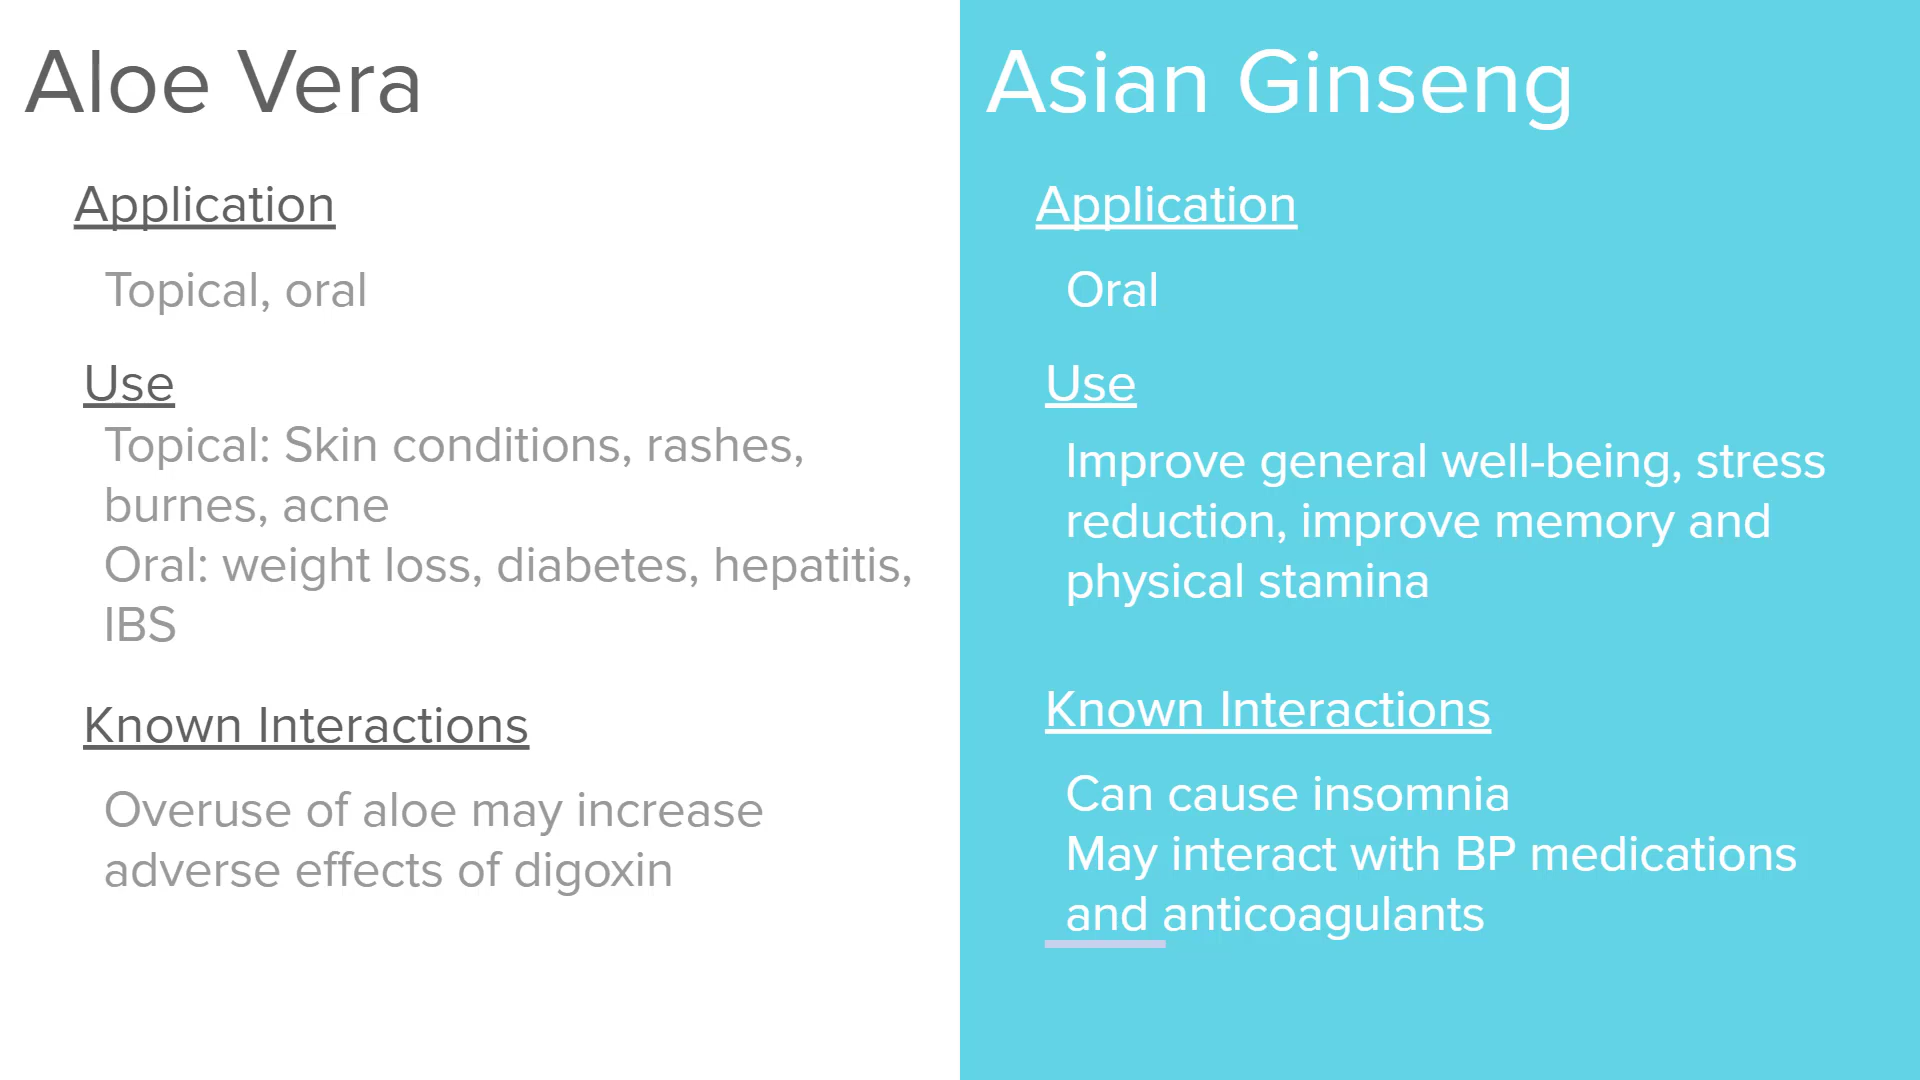 Aloe Vera
Application
Topical, oral
Use
Topical: Skin conditions, rashes,
burnes, acne
Oral: weight loss, diabetes, hepatitis,
IBS
Known Interactions
Overuse of aloe may increase
adverse effects of digoxin
Asian Ginseng
Application
Oral
Use
Improve general well-being, stress
reduction, improve memory and
physical stamina
Known Interactions
Can cause insomnia
May interact with BP medications
and anticoagulants